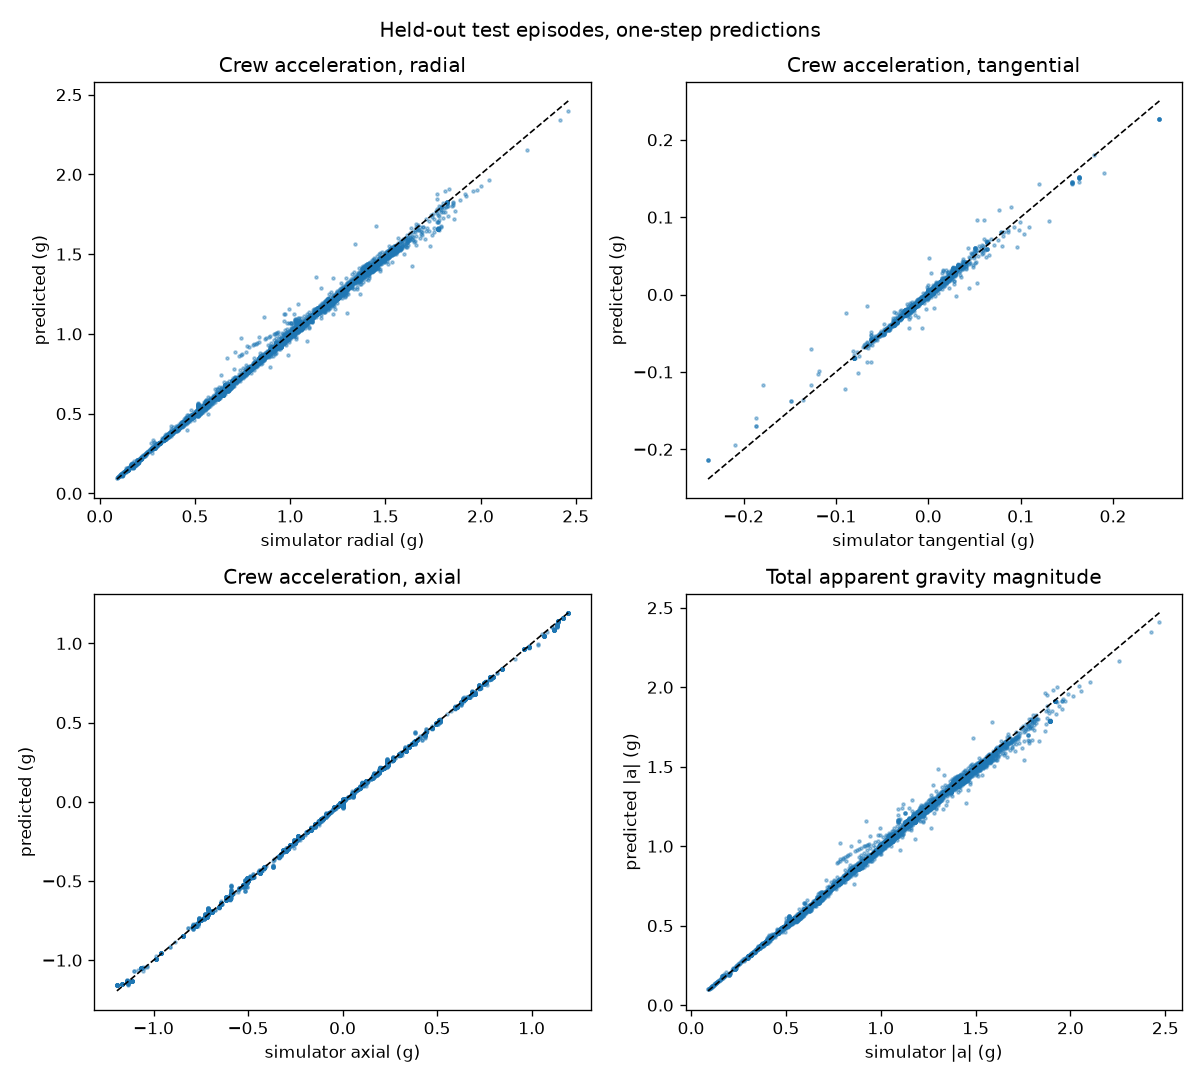 Held-out test episodes, one-step predictions
Crew acceleration, radial
predicted (g)
2.5
2.0
1.5
1.0
0.5
0.0
0.0 0.5 1.0 1.5 2.0 2.5
simulator radial (g)
Crew acceleration, tangential
predicted (g)
0.2
0.1
0.0
−0.1
−0.2
−0.2 −0.1 0.0 0.1 0.2
simulator tangential (g)
Crew acceleration, axial
predicted (g)
1.0
0.5
0.0
−0.5
−1.0
−1.0 −0.5 0.0 0.5 1.0
simulator axial (g)
Total apparent gravity magnitude
predicted |a| (g)
2.5
2.0
1.5
1.0
0.5
0.0
0.0 0.5 1.0 1.5 2.0 2.5
simulator |a| (g)